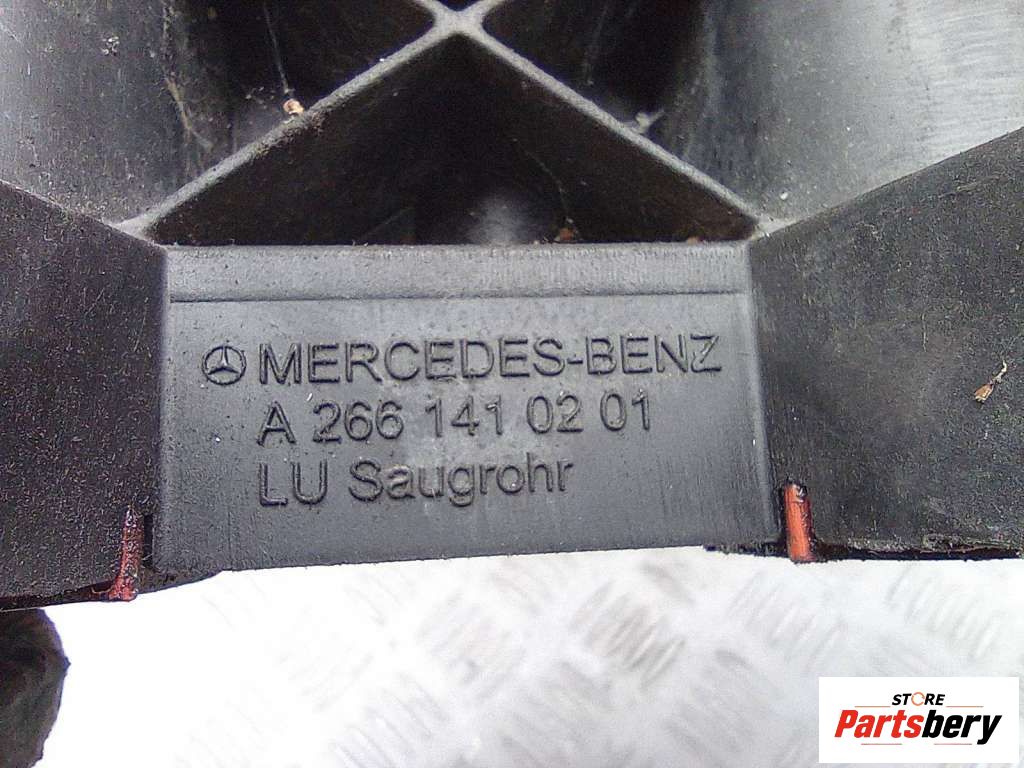 MERCEDES-BENZ
A 266 141 02 01
LU Saugrohr
STORE
Partsbery